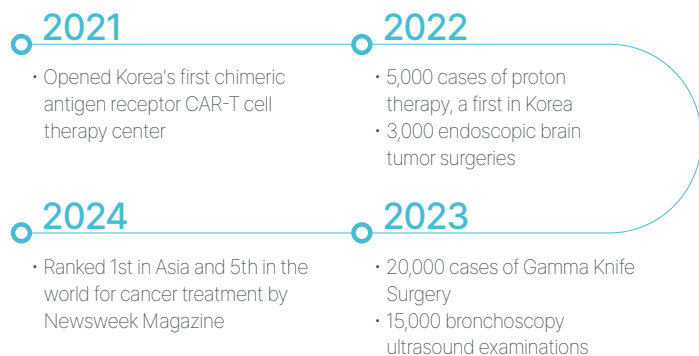 2021
· Opened Korea's first chimeric
antigen receptor CAR-T cell
therapy center
2022
· 5,000 cases of proton
therapy, a first in Korea
· 3,000 endoscopic brain
tumor surgeries
2023
· 20,000 cases of Gamma Knife
Surgery
· 15,000 bronchoscopy
ultrasound examinations
2024
· Ranked 1st in Asia and 5th in the
world for cancer treatment by
Newsweek Magazine